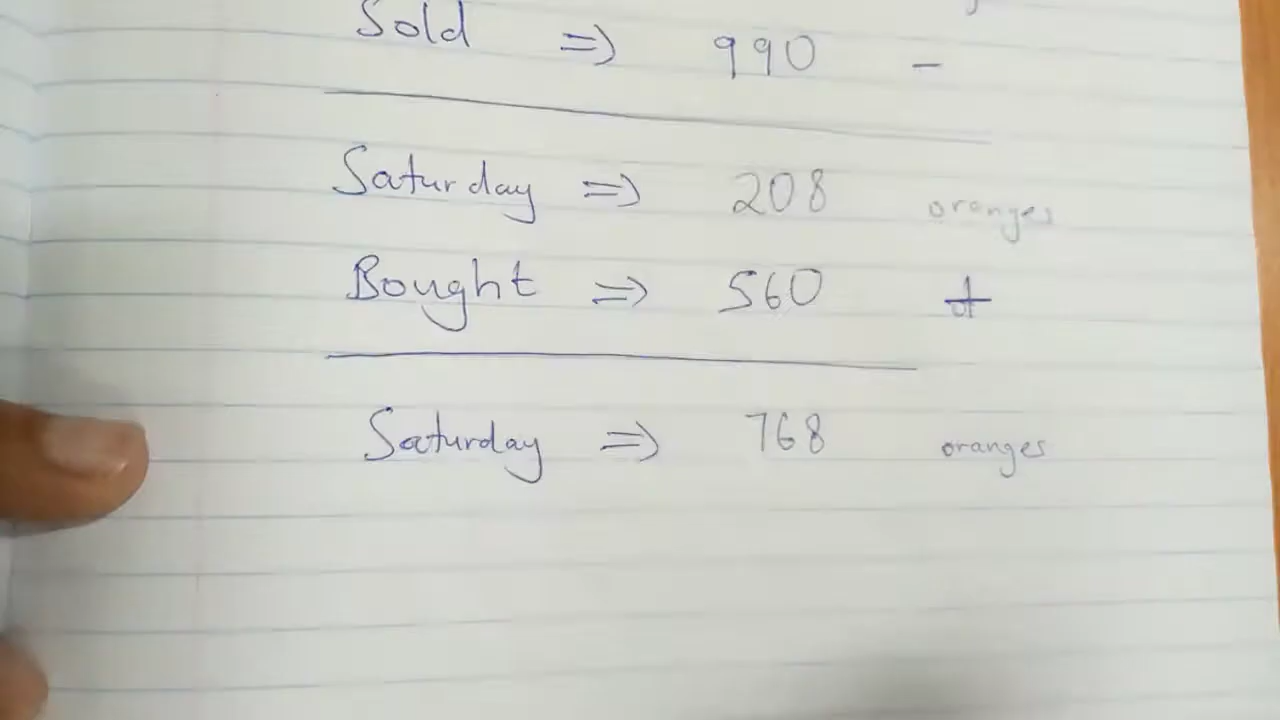 Sold => 990 -
Saturday => 208 oranges
Bought => 560 +
Saturday => 768 oranges